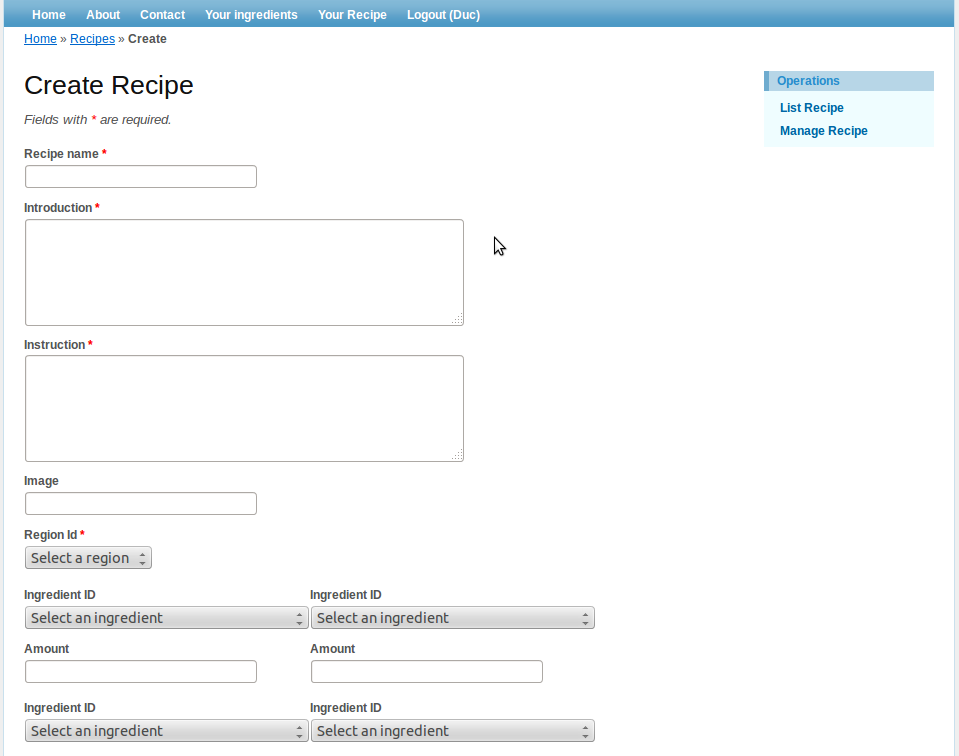 Home About Contact Your ingredients Your Recipe Logout (Duc)
Home » Recipes » Create
Create Recipe
Fields with * are required.
Operations
List Recipe
Manage Recipe
Recipe name *
Introduction *
Instruction *
Image
Region Id *
Select a region
Ingredient ID Ingredient ID
Select an ingredient Select an ingredient
Amount Amount
Ingredient ID Ingredient ID
Select an ingredient Select an ingredient